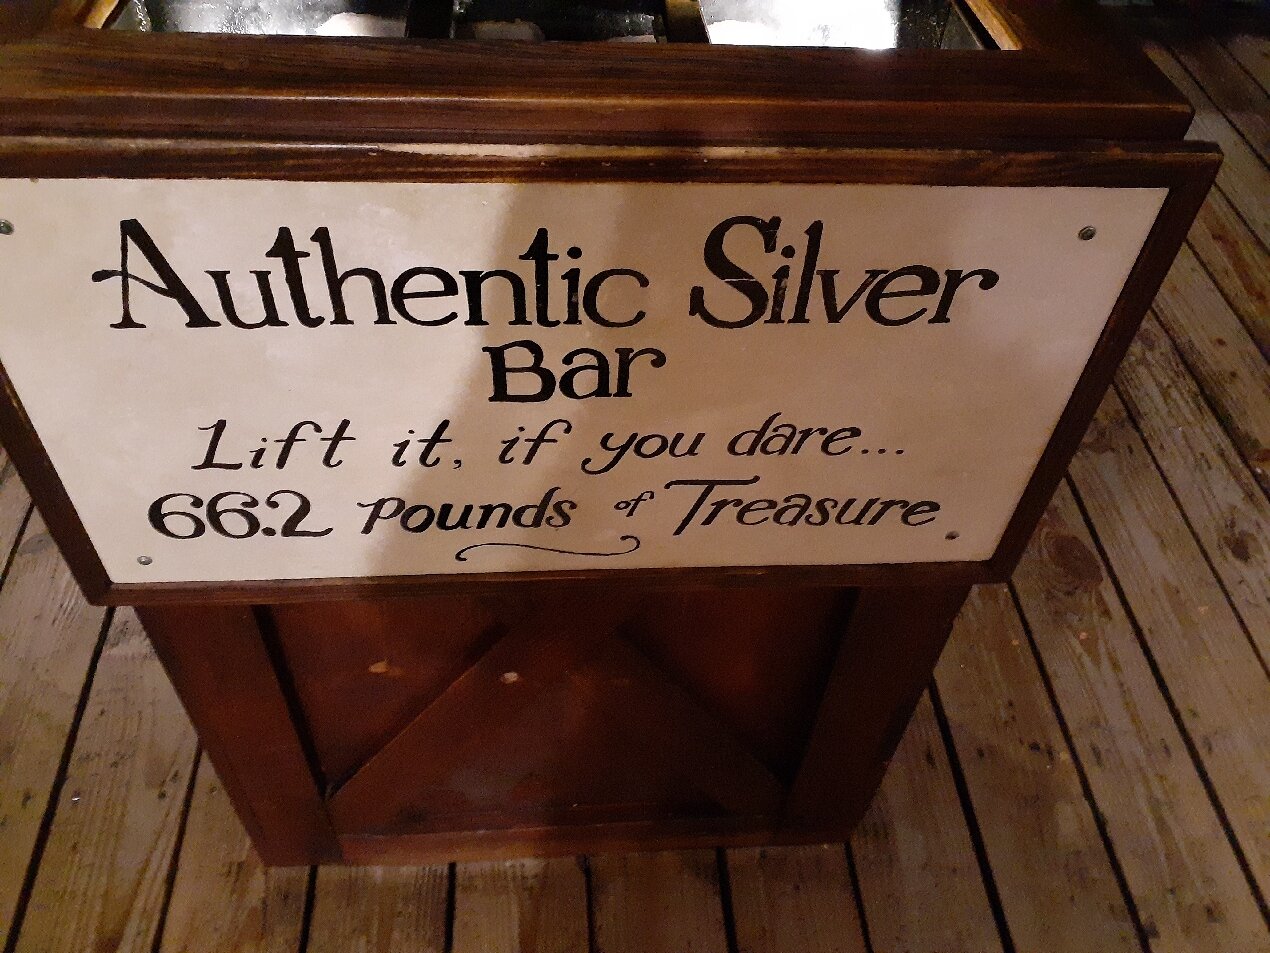 Authentic Silver
Bar
Lift it, if you dare...
66.2 Pounds of Treasure